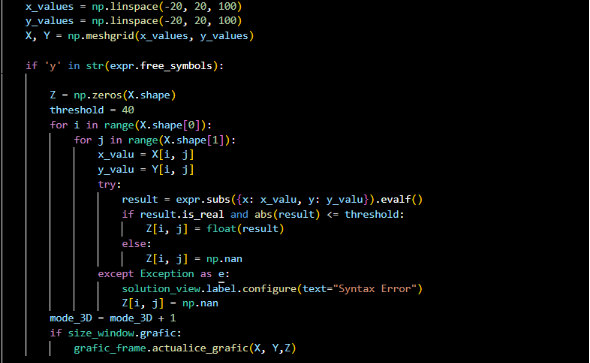 x_values = np.linspace(-20, 20, 100)
y_values = np.linspace(-20, 20, 100)
X, Y = np.meshgrid(x_values, y_values)
if 'y' in str(expr.free_symbols):
Z = np.zeros(X.shape)
threshold = 40
for i in range(X.shape[0]):
for j in range(X.shape[1]):
x_valu = X[i, j]
y_valu = Y[i, j]
try:
result = expr.subs({x: x_valu, y: y_valu}).evalf()
if result.is_real and abs(result) <= threshold:
Z[i, j] = float(result)
else:
Z[i, j] = np.nan
except Exception as e:
solution_view.label.configure(text="Syntax Error")
Z[i, j] = np.nan
mode_3D = mode_3D + 1
if size_window.grafic:
grafic_frame.actualice_grafic(X, Y,Z)